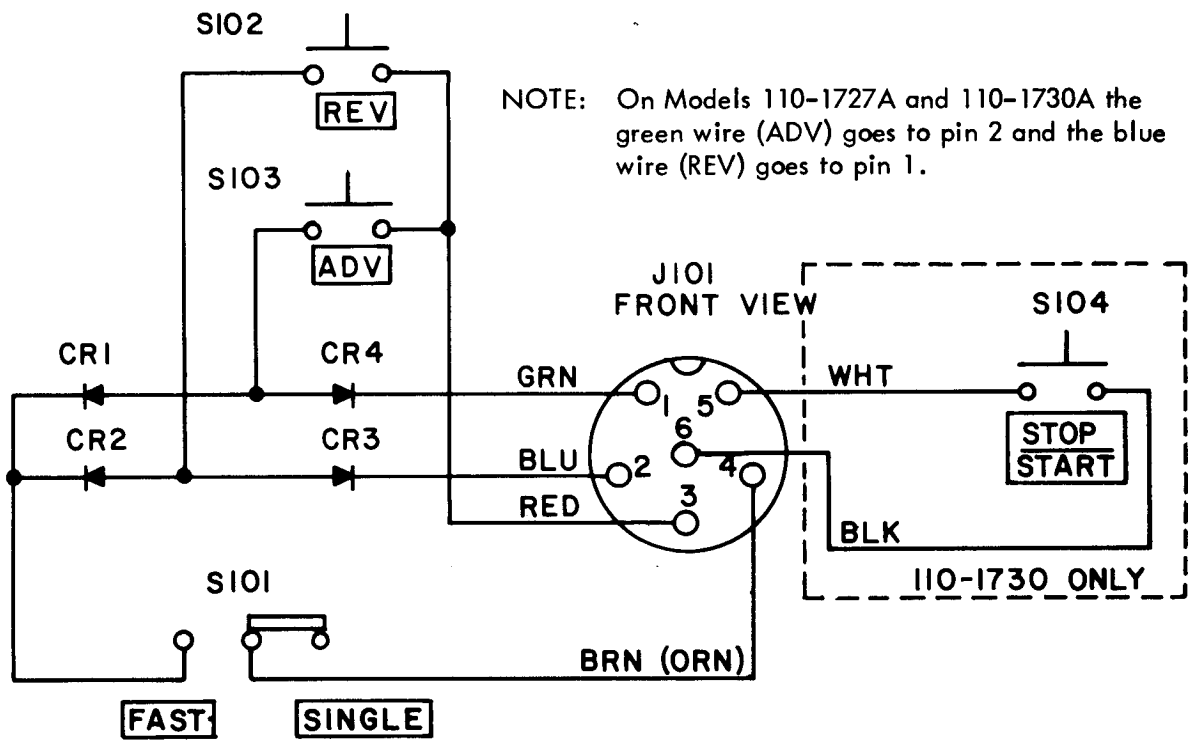 S102
REV
NOTE: On Models 110-1727A and 110-1730A the
green wire (ADV) goes to pin 2 and the blue
wire (REV) goes to pin 1.
S103
ADV
J101
FRONT VIEW
S104
CR1
CR4
GRN
WHT
1
5
6
STOP
START
CR2
CR3
BLU
2
4
RED
3
BLK
110-1730 ONLY
S101
BRN (ORN)
FAST
SINGLE